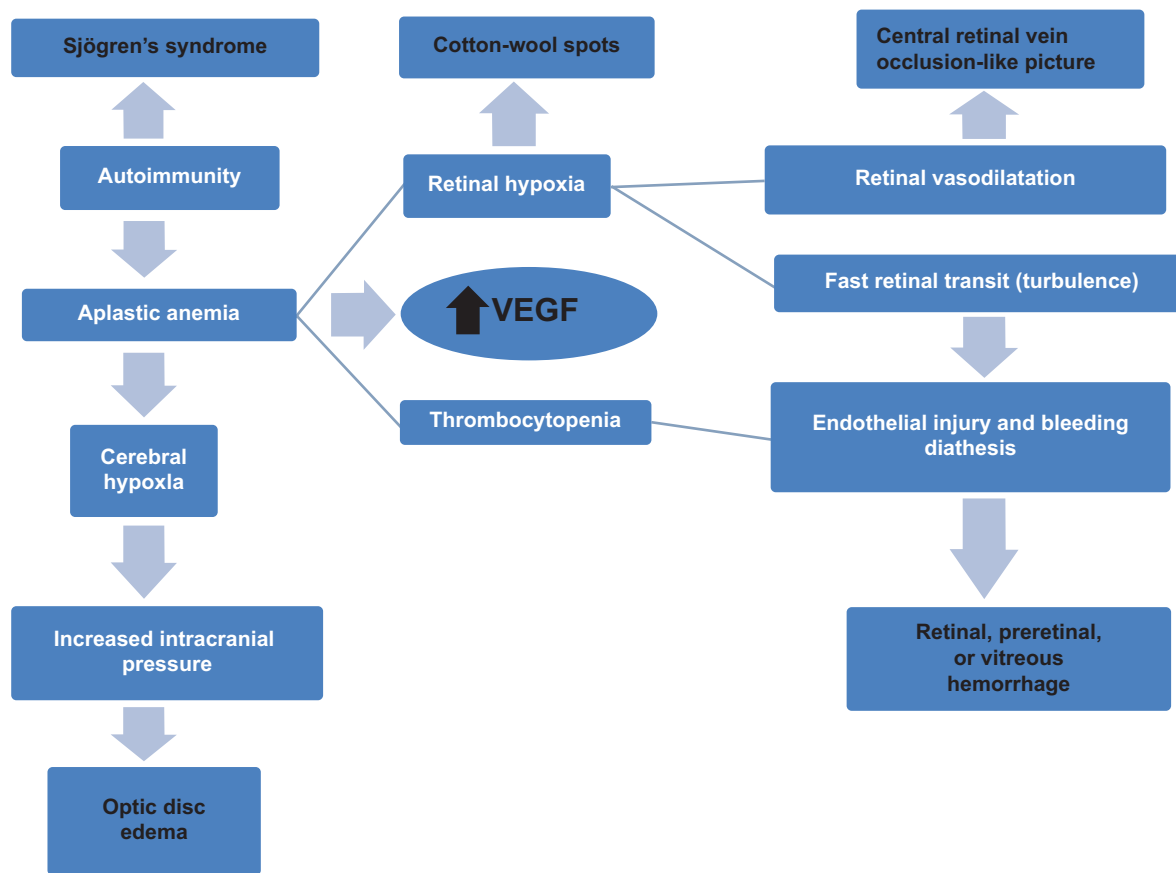 Sjögren’s syndrome
Cotton-wool spots
Central retinal vein
occlusion-like picture
Autoimmunity
Retinal hypoxia
Retinal vasodilatation
Aplastic anemia
VEGF
Fast retinal transit (turbulence)
Thrombocytopenia
Endothelial injury and bleeding
diathesis
Cerebral
hypoxla
Increased intracranial
pressure
Retinal, preretinal,
or vitreous
hemorrhage
Optic disc
edema